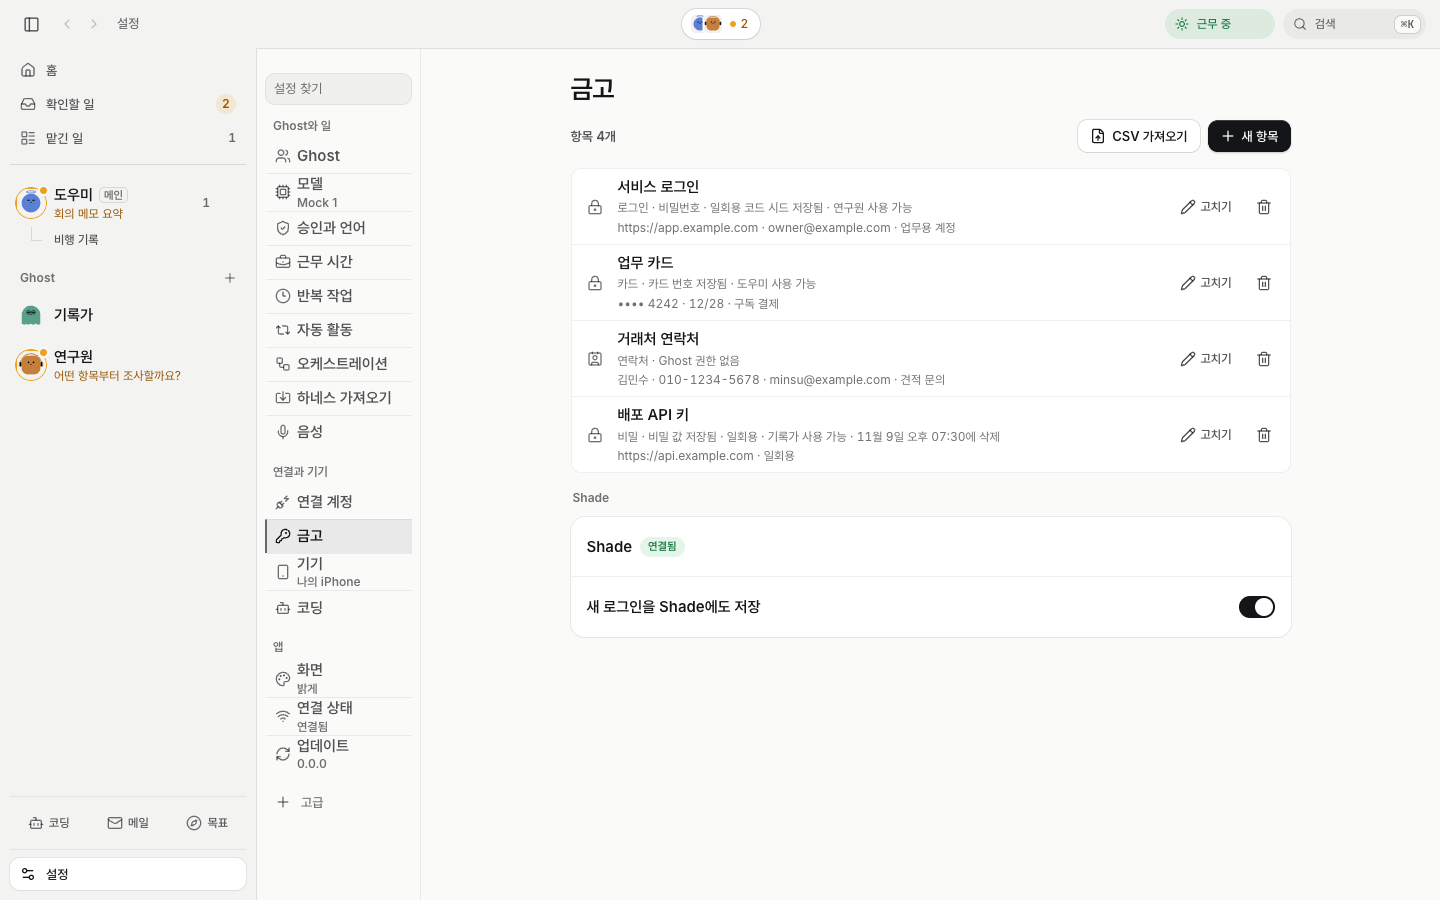 설정
2
근무 중
검색
⌘K
홈
확인할 일
2
맡긴 일
1
도우미
메인
회의 메모 요약
1
비행 기록
Ghost
기록가
연구원
어떤 항목부터 조사할까요?
코딩
메일
목표
설정
설정 찾기
Ghost와 일
Ghost
모델
Mock 1
승인과 언어
근무 시간
반복 작업
자동 활동
오케스트레이션
하네스 가져오기
음성
연결과 기기
연결 계정
금고
기기
나의 iPhone
코딩
앱
화면
밝게
연결 상태
연결됨
업데이트
0.0.0
고급
금고
항목 4개
CSV 가져오기
새 항목
서비스 로그인
로그인 · 비밀번호 · 일회용 코드 시드 저장됨 · 연구원 사용 가능
https://app.example.com · owner@example.com · 업무용 계정
고치기
업무 카드
카드 · 카드 번호 저장됨 · 도우미 사용 가능
•••• 4242 · 12/28 · 구독 결제
고치기
거래처 연락처
연락처 · Ghost 권한 없음
김민수 · 010-1234-5678 · minsu@example.com · 견적 문의
고치기
배포 API 키
비밀 · 비밀 값 저장됨 · 일회용 · 기록가 사용 가능 · 11월 9일 오후 07:30에 삭제
https://api.example.com · 일회용
고치기
Shade
Shade
연결됨
새 로그인을 Shade에도 저장